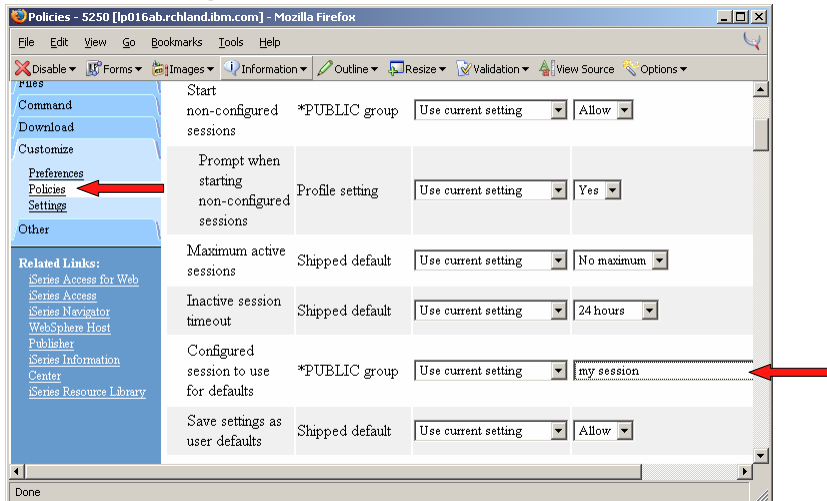 Policies - 5250 [lp016ab.rchland.ibm.com] - Mozilla Firefox
File Edit View Go Bookmarks Tools Help
Disable Forms Images Information Outline Resize Validation View Source Options
Files
Command
Download
Customize
Preferences
Policies
Settings
Other
Related Links:
iSeries Access for Web
iSeries Access
iSeries Navigator
WebSphere Host
Publisher
iSeries Information
Center
iSeries Resource Library
Start
non-configured
sessions
*PUBLIC group
Use current setting
Allow
Prompt when
starting
non-configured
sessions
Profile setting
Use current setting
Yes
Maximum active
sessions
Shipped default
Use current setting
No maximum
Inactive session
timeout
Shipped default
Use current setting
24 hours
Configured
session to use
for defaults
*PUBLIC group
Use current setting
my session
Save settings as
user defaults
Shipped default
Use current setting
Allow
Done